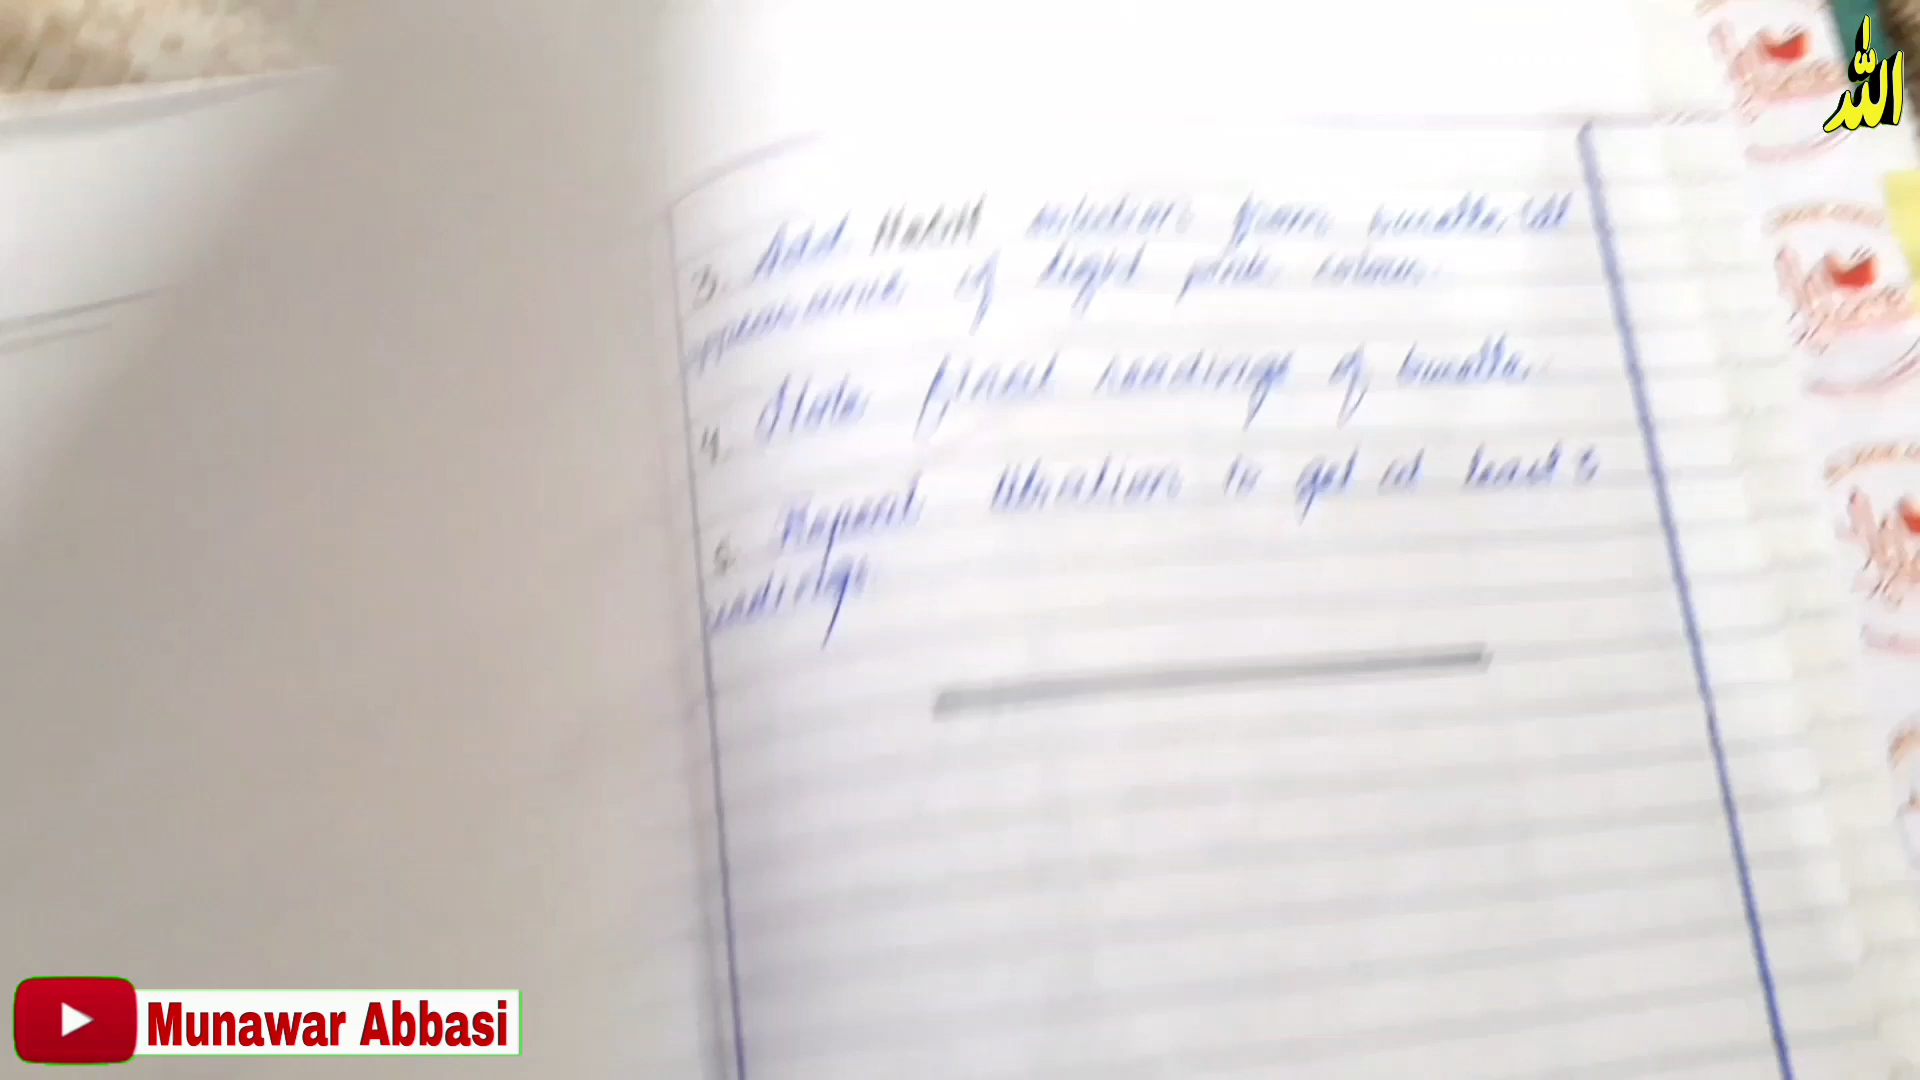 الله
3. Add NaOH solution from burette, till
appearance of light pink colour.
4. Note final readings of burette.
5. Repeat titration to get at least 3
readings
Munawar Abbasi